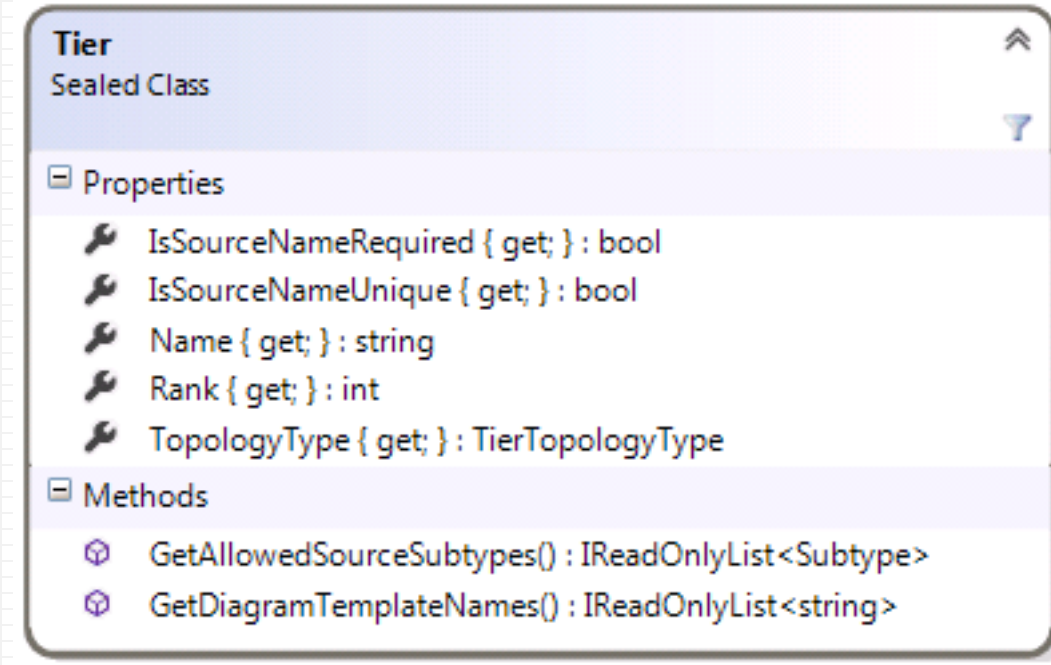 Tier
Sealed Class
Properties
IsSourceNameRequired { get; } : bool
IsSourceNameUnique { get; } : bool
Name { get; } : string
Rank { get; } : int
TopologyType { get; } : TierTopologyType
Methods
GetAllowedSourceSubtypes() : IReadOnlyList<Subtype>
GetDiagramTemplateNames() : IReadOnlyList<string>